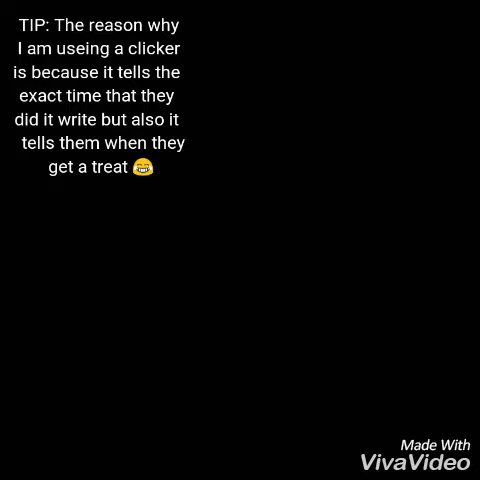 TIP: The reason why
I am useing a clicker
is because it tells the
exact time that they
did it write but also it
tells them when they
get a treat 😂
Made With
VivaVideo